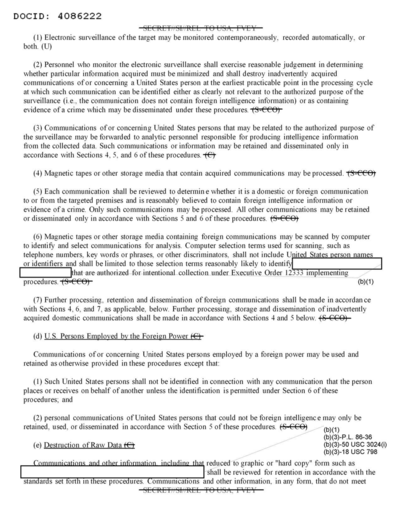 DOCID: 4086222
SECRET//SI//REL TO USA, FVEY
(1) Electronic surveillance of the target may be monitored contemporaneously, recorded automatically, or
both. (U)
(2) Personnel who monitor the electronic surveillance shall exercise reasonable judgement in determining
whether particular information acquired must be minimized and shall destroy inadvertently acquired
communications of or concerning a United States person at the earliest practicable point in the processing cycle
at which such communication can be identified either as clearly not relevant to the authorized purpose of the
surveillance (i.e., the communication does not contain foreign intelligence information) or as containing
evidence of a crime which may be disseminated under these procedures. (S-CCO)
(3) Communications of or concerning United States persons that may be related to the authorized purpose of
the surveillance may be forwarded to analytic personnel responsible for producing intelligence information
from the collected data. Such communications or information may be retained and disseminated only in
accordance with Sections 4, 5, and 6 of these procedures. (C)
(4) Magnetic tapes or other storage media that contain acquired communications may be processed. (S-CCO)
(5) Each communication shall be reviewed to determine whether it is a domestic or foreign communication
to or from the targeted premises and is reasonably believed to contain foreign intelligence information or
evidence of a crime. Only such communications may be processed. All other communications may be retained
or disseminated only in accordance with Sections 5 and 6 of these procedures. (S-CCO)
(6) Magnetic tapes or other storage media containing foreign communications may be scanned by computer
to identify and select communications for analysis. Computer selection terms used for scanning, such as
telephone numbers, key words or phrases, or other discriminators, shall not include United States person names
or identifiers and shall be limited to those selection terms reasonably likely to identify
that are authorized for intentional collection under Executive Order 12333 implementing
procedures. (S-CCO)
(b)(1)
(7) Further processing, retention and dissemination of foreign communications shall be made in accordance
with Sections 4, 6, and 7, as applicable, below. Further processing, storage and dissemination of inadvertently
acquired domestic communications shall be made in accordance with Sections 4 and 5 below. (S-CCO)
(d) U.S. Persons Employed by the Foreign Power (C)
Communications of or concerning United States persons employed by a foreign power may be used and
retained as otherwise provided in these procedures except that:
(1) Such United States persons shall not be identified in connection with any communication that the person
places or receives on behalf of another unless the identification is permitted under Section 6 of these
procedures; and
(2) personal communications of United States persons that could not be foreign intelligence may only be
retained, used, or disseminated in accordance with Section 5 of these procedures. (S-CCO)
(b)(1)
(b)(3)-P.L. 86-36
(b)(3)-50 USC 3024(i)
(b)(3)-18 USC 798
(e) Destruction of Raw Data (C)
Communications and other information, including that reduced to graphic or "hard copy" form such as
shall be reviewed for retention in accordance with the
standards set forth in these procedures. Communications and other information, in any form, that do not meet
SECRET//SI//REL TO USA, FVEY